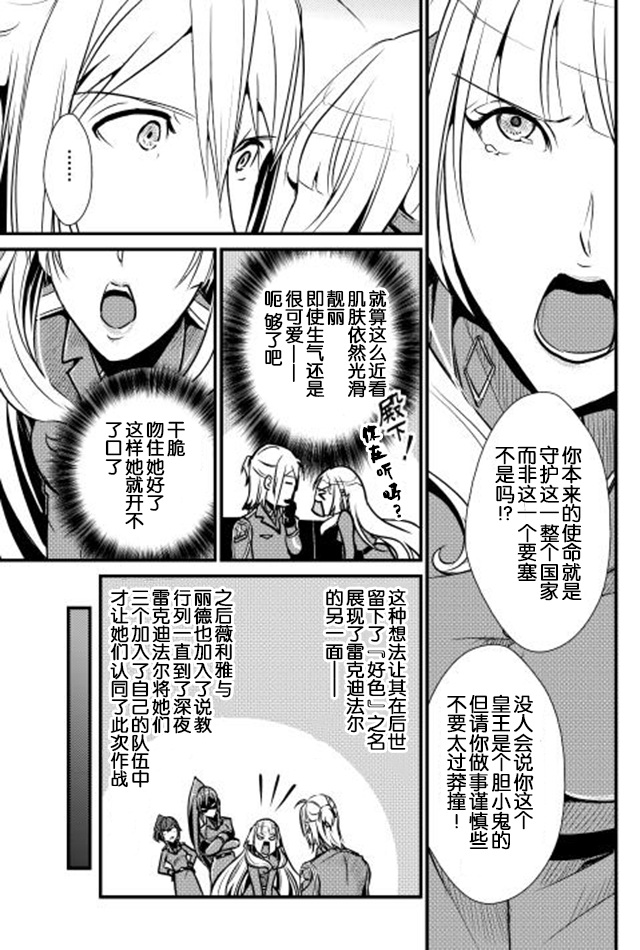 你本来的使命就是
守护这一整个国家
而非这一个要塞
不是吗!?
没人会说你这个
皇王是个胆小鬼的
但请你做事谨慎些
不要太过莽撞！
……
就算这么近看
肌肤依然光滑
靓丽
即使生气还是
很可爱——
呃 够了吧
殿下！
你在听吗？
干脆
吻住她好了
这样她就开不
了口了
这种想法让其在后世
留下了『好色』之名
展现了雷克迪法尔
的另一面——
之后薇利雅与
丽德也加入了说教
行列一直到了深夜
雷克迪法尔将她们
三个加入了自己的队伍中
才让她们认同了此次作战